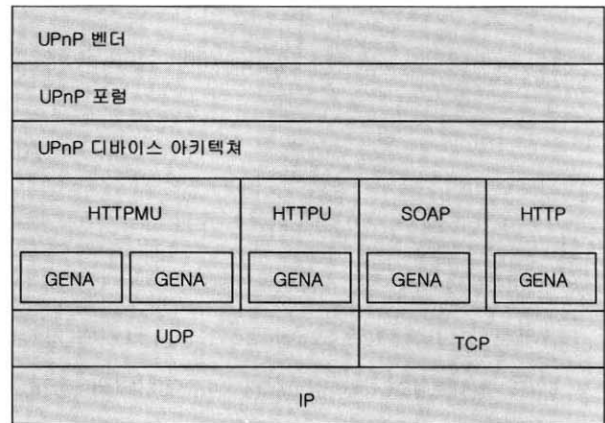 UPnP 벤더
UPnP 포럼
UPnP 디바이스 아키텍쳐
HTTPMU HTTPU SOAP HTTP
GENA GENA GENA GENA GENA
UDP TCP
IP